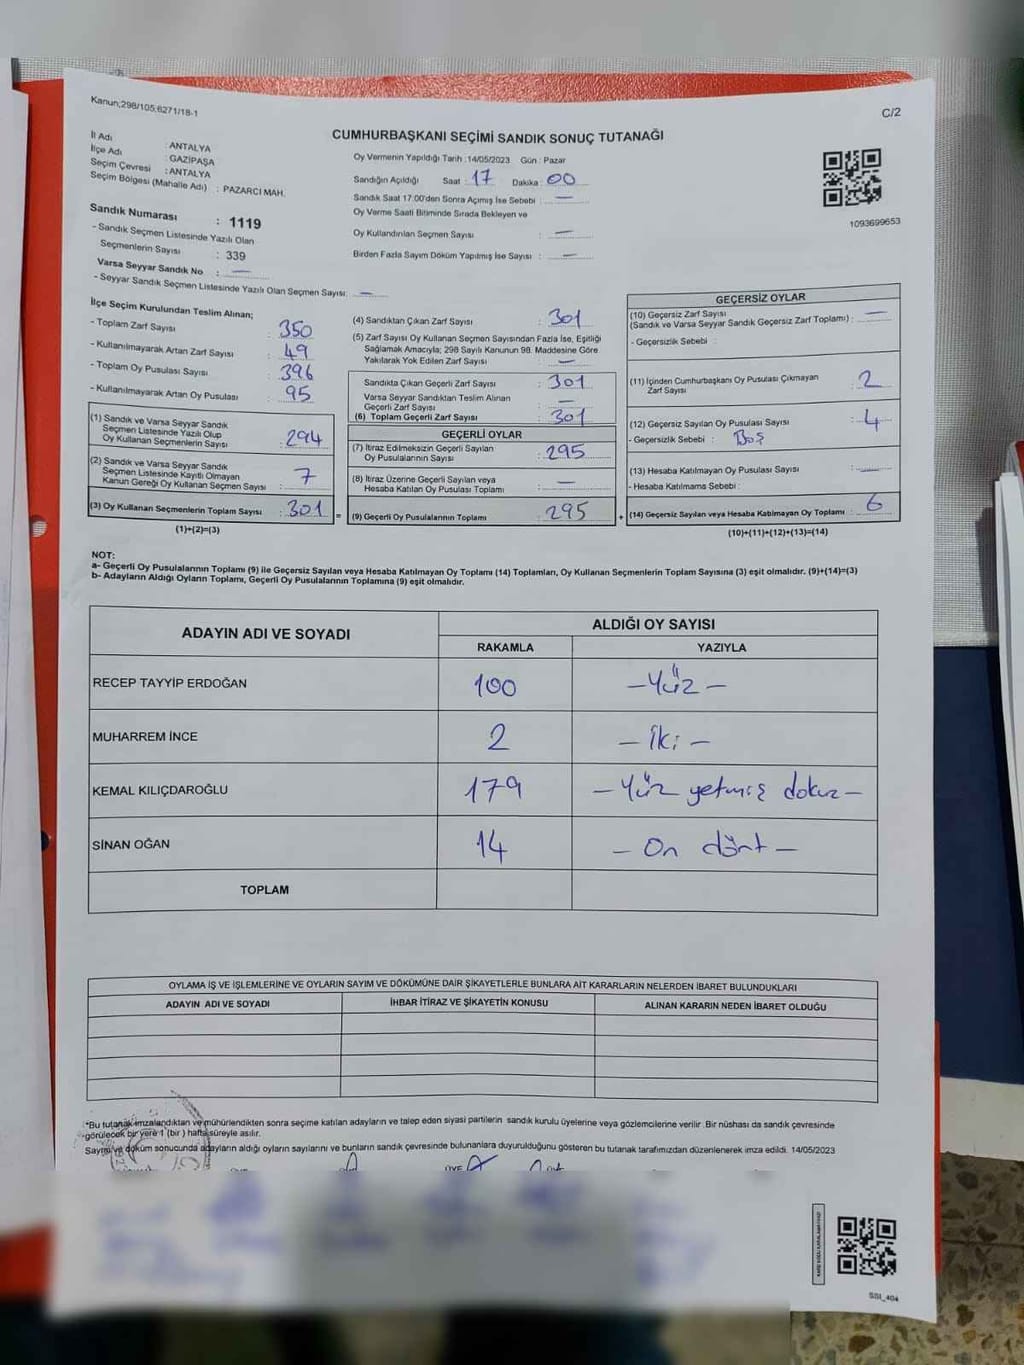 Kanun;298/105,6271/18-1
C/2
CUMHURBAŞKANI SEÇİMİ SANDIK SONUÇ TUTANAĞI
İl Adı : ANTALYA
İlçe Adı : GAZİPAŞA
Seçim Çevresi : ANTALYA
Seçim Bölgesi (Mahalle Adı) : PAZARCI MAH.
Sandık Numarası : 1119
- Sandık Seçmen Listesinde Yazılı Olan
Seçmenlerin Sayısı : 339
Varsa Seyyar Sandık No : —
- Seyyar Sandık Seçmen Listesinde Yazılı Olan Seçmen Sayısı: —
Oy Vermenin Yapıldığı Tarih :14/05/2023 Gün : Pazar
Sandığın Açıldığı Saat : 17 Dakika : 00
Sandık Saat 17:00'den Sonra Açımış İse Sebebi : —
Oy Verme Saati Bitiminde Sırada Bekleyen ve
Oy Kullandırılan Seçmen Sayısı : —
Birden Fazla Sayım Döküm Yapılmış İse Sayısı : —
1093699653
İlçe Seçim Kurulundan Teslim Alınan;
- Toplam Zarf Sayısı : 350
- Kullanılmayarak Artan Zarf Sayısı : 49
- Toplam Oy Pusulası Sayısı : 396
- Kullanılmayarak Artan Oy Pusulası : 95
(1) Sandık ve Varsa Seyyar Sandık
Seçmen Listesinde Yazılı Olup
Oy Kullanan Seçmenlerin Sayısı : 294
(2) Sandık ve Varsa Seyyar Sandık
Seçmen Listesinde Kayıtlı Olmayan
Kanun Gereği Oy Kullanan Seçmen Sayısı : 7
(3) Oy Kullanan Seçmenlerin Toplam Sayısı : 301
(1)+(2)=(3)
=
(4) Sandıktan Çıkan Zarf Sayısı : 301
(5) Zarf Sayısı Oy Kullanan Seçmen Sayısından Fazla İse, Eşitliği
Sağlamak Amacıyla; 298 Sayılı Kanunun 98. Maddesine Göre
Yakılarak Yok Edilen Zarf Sayısı : —
Sandıkta Çıkan Geçerli Zarf Sayısı : 301
Varsa Seyyar Sandıktan Teslim Alınan
Geçerli Zarf Sayısı : —
(6) Toplam Geçerli Zarf Sayısı : 301
GEÇERLİ OYLAR
(7) İtiraz Edilmeksizin Geçerli Sayılan
Oy Pusulalarının Sayısı : 295
(8) İtiraz Üzerine Geçerli Sayılan veya
Hesaba Katılan Oy Pusulası Toplamı : —
(9) Geçerli Oy Pusulalarının Toplamı : 295
+
GEÇERSİZ OYLAR
(10) Geçersiz Zarf Sayısı
(Sandık ve Varsa Seyyar Sandık Geçersiz Zarf Toplamı) : —
- Geçersizlik Sebebi :
(11) İçinden Cumhurbaşkanı Oy Pusulası Çıkmayan
Zarf Sayısı : 2
(12) Geçersiz Sayılan Oy Pusulası Sayısı : 4
- Geçersizlik Sebebi : Boş
(13) Hesaba Katılmayan Oy Pusulası Sayısı : —
- Hesaba Katılmama Sebebi :
(14) Geçersiz Sayılan veya Hesaba Katılmayan Oy Toplamı : 6
(10)+(11)+(12)+(13)=(14)
NOT:
a- Geçerli Oy Pusulalarının Toplamı (9) ile Geçersiz Sayılan veya Hesaba Katılmayan Oy Toplamı (14) Toplamları, Oy Kullanan Seçmenlerin Toplam Sayısına (3) eşit olmalıdır. (9)+(14)=(3)
b- Adayların Aldığı Oyların Toplamı, Geçerli Oy Pusulalarının Toplamına (9) eşit olmalıdır.
ADAYIN ADI VE SOYADI
ALDIĞI OY SAYISI
RAKAMLA YAZIYLA
RECEP TAYYİP ERDOĞAN 100 —Yüz—
MUHARREM İNCE 2 —İki—
KEMAL KILIÇDAROĞLU 179 —Yüz yetmiş dokuz—
SİNAN OĞAN 14 —On dört—
TOPLAM
OYLAMA İŞ VE İŞLEMLERİNE VE OYLARIN SAYIM VE DÖKÜMÜNE DAİR ŞİKAYETLERLE BUNLARA AİT KARARLARIN NELERDEN İBARET BULUNDUKLARI
ADAYIN ADI VE SOYADI İHBAR İTİRAZ VE ŞİKAYETİN KONUSU ALINAN KARARIN NEDEN İBARET OLDUĞU
*Bu tutanak imzalandıktan ve mühürlendikten sonra seçime katılan adayların ve talep eden siyasi partilerin sandık kurulu üyelerine veya gözlemcilerine verilir .Bir nüshası da sandık çevresinde
görülecek bir yere 1 (bir ) hafta süreyle asılır.
Sayım ve döküm sonucunda adayların aldığı oyların sayılarını ve bunların sandık çevresinde bulunanlara duyurulduğunu gösteren bu tutanak tarafımızdan düzenlenerek imza edildi. 14/05/2023
SSI_404